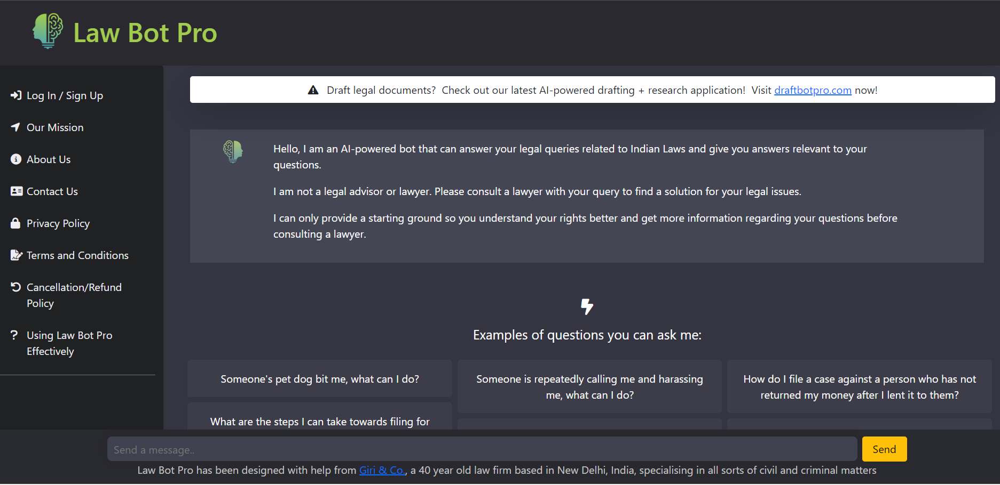 Law Bot Pro
Log In / Sign Up
Our Mission
About Us
Contact Us
Privacy Policy
Terms and Conditions
Cancellation/Refund
Policy
Using Law Bot Pro
Effectively
Draft legal documents? Check out our latest AI-powered drafting + research application! Visit draftbotpro.com now!
Hello, I am an AI-powered bot that can answer your legal queries related to Indian Laws and give you answers relevant to your
questions.
I am not a legal advisor or lawyer. Please consult a lawyer with your query to find a solution for your legal issues.
I can only provide a starting ground so you understand your rights better and get more information regarding your questions before
consulting a lawyer.
Examples of questions you can ask me:
Someone's pet dog bit me, what can I do?
Someone is repeatedly calling me and harassing
me, what can I do?
How do I file a case against a person who has not
returned my money after I lent it to them?
What are the steps I can take towards filing for
Send a message..
Send
Law Bot Pro has been designed with help from Giri & Co., a 40 year old law firm based in New Delhi, India, specialising in all sorts of civil and criminal matters